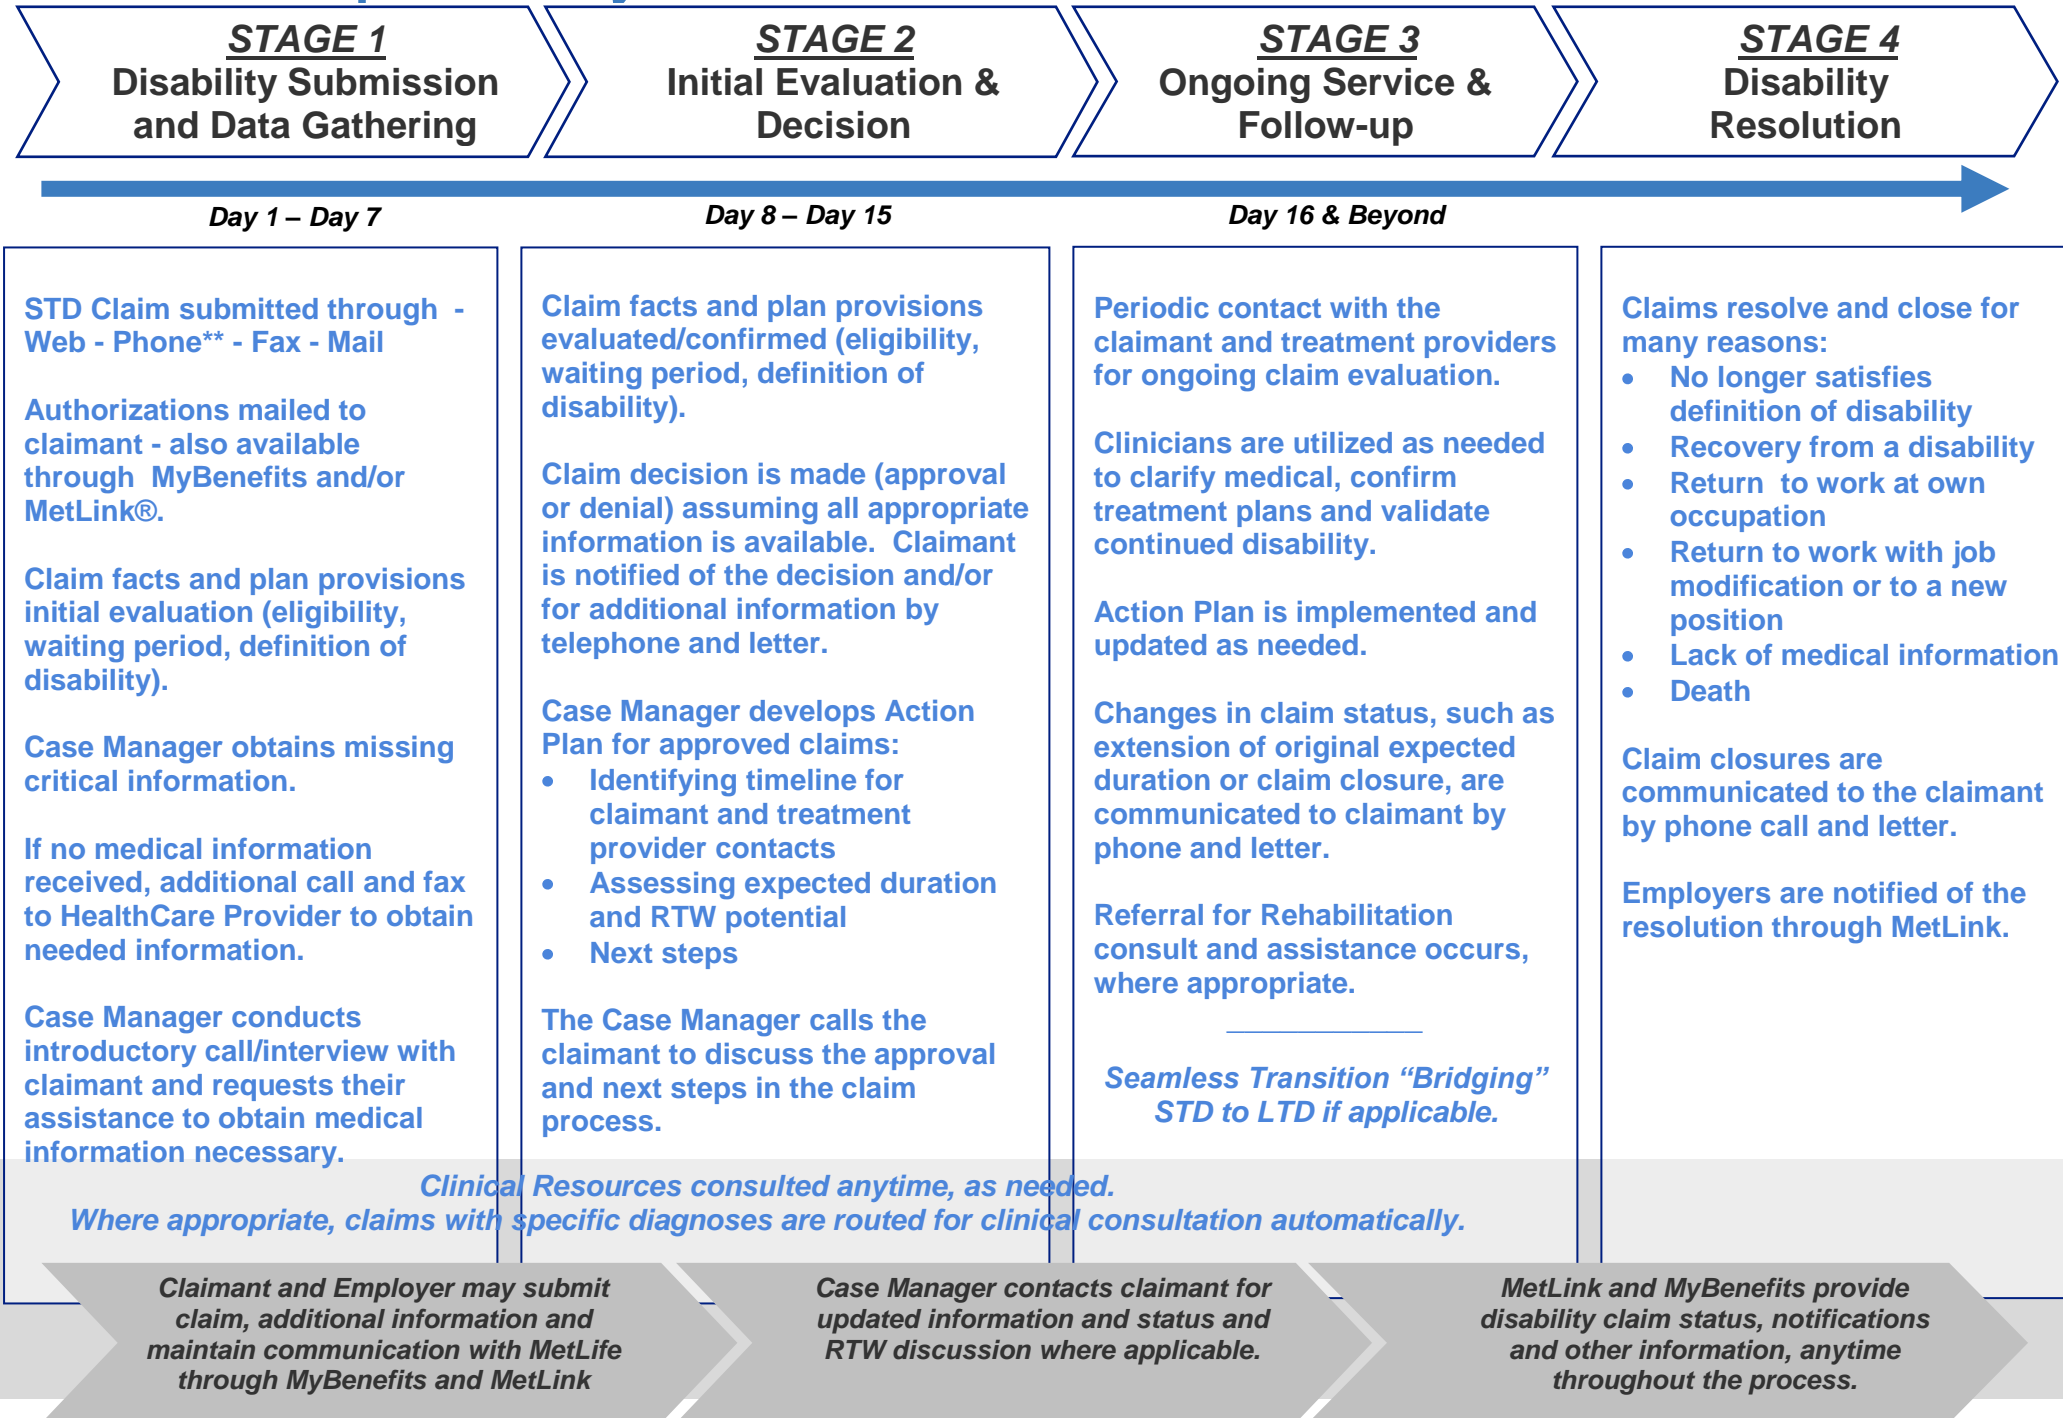 STAGE 1
Disability Submission
and Data Gathering
STAGE 2
Initial Evaluation &
Decision
STAGE 3
Ongoing Service &
Follow-up
STAGE 4
Disability
Resolution
Day 1 – Day 7
Day 8 – Day 15
Day 16 & Beyond
STD Claim submitted through  -
Web - Phone** - Fax - Mail
Authorizations mailed to
claimant - also available
through  MyBenefits and/or
MetLink®.
Claim facts and plan provisions
initial evaluation (eligibility,
waiting period, definition of
disability).
Case Manager obtains missing
critical information.
If no medical information
received, additional call and fax
to HealthCare Provider to obtain
needed information.
Case Manager conducts
introductory call/interview with
claimant and requests their
assistance to obtain medical
information necessary.
Claim facts and plan provisions
evaluated/confirmed (eligibility,
waiting period, definition of
disability).
Claim decision is made (approval
or denial) assuming all appropriate
information is available.  Claimant
is notified of the decision and/or
for additional information by
telephone and letter.
Case Manager develops Action
Plan for approved claims:
• Identifying timeline for
claimant and treatment
provider contacts
• Assessing expected duration
and RTW potential
• Next steps
The Case Manager calls the
claimant to discuss the approval
and next steps in the claim
process.
Periodic contact with the
claimant and treatment providers
for ongoing claim evaluation.
Clinicians are utilized as needed
to clarify medical, confirm
treatment plans and validate
continued disability.
Action Plan is implemented and
updated as needed.
Changes in claim status, such as
extension of original expected
duration or claim closure, are
communicated to claimant by
phone and letter.
Referral for Rehabilitation
consult and assistance occurs,
where appropriate.
Seamless Transition “Bridging”
STD to LTD if applicable.
Claims resolve and close for
many reasons:
• No longer satisfies
definition of disability
• Recovery from a disability
• Return  to work at own
occupation
• Return to work with job
modification or to a new
position
• Lack of medical information
• Death
Claim closures are
communicated to the claimant
by phone call and letter.
Employers are notified of the
resolution through MetLink.
Clinical Resources consulted anytime, as needed.
Where appropriate, claims with specific diagnoses are routed for clinical consultation automatically.
Claimant and Employer may submit
claim, additional information and
maintain communication with MetLife
through MyBenefits and MetLink
Case Manager contacts claimant for
updated information and status and
RTW discussion where applicable.
MetLink and MyBenefits provide
disability claim status, notifications
and other information, anytime
throughout the process.